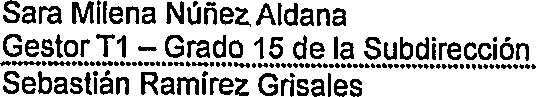 Sara Milena Núñez Aldana
Gestor T1 – Grado 15 de la Subdirección
Sebastián Ramírez Grisales